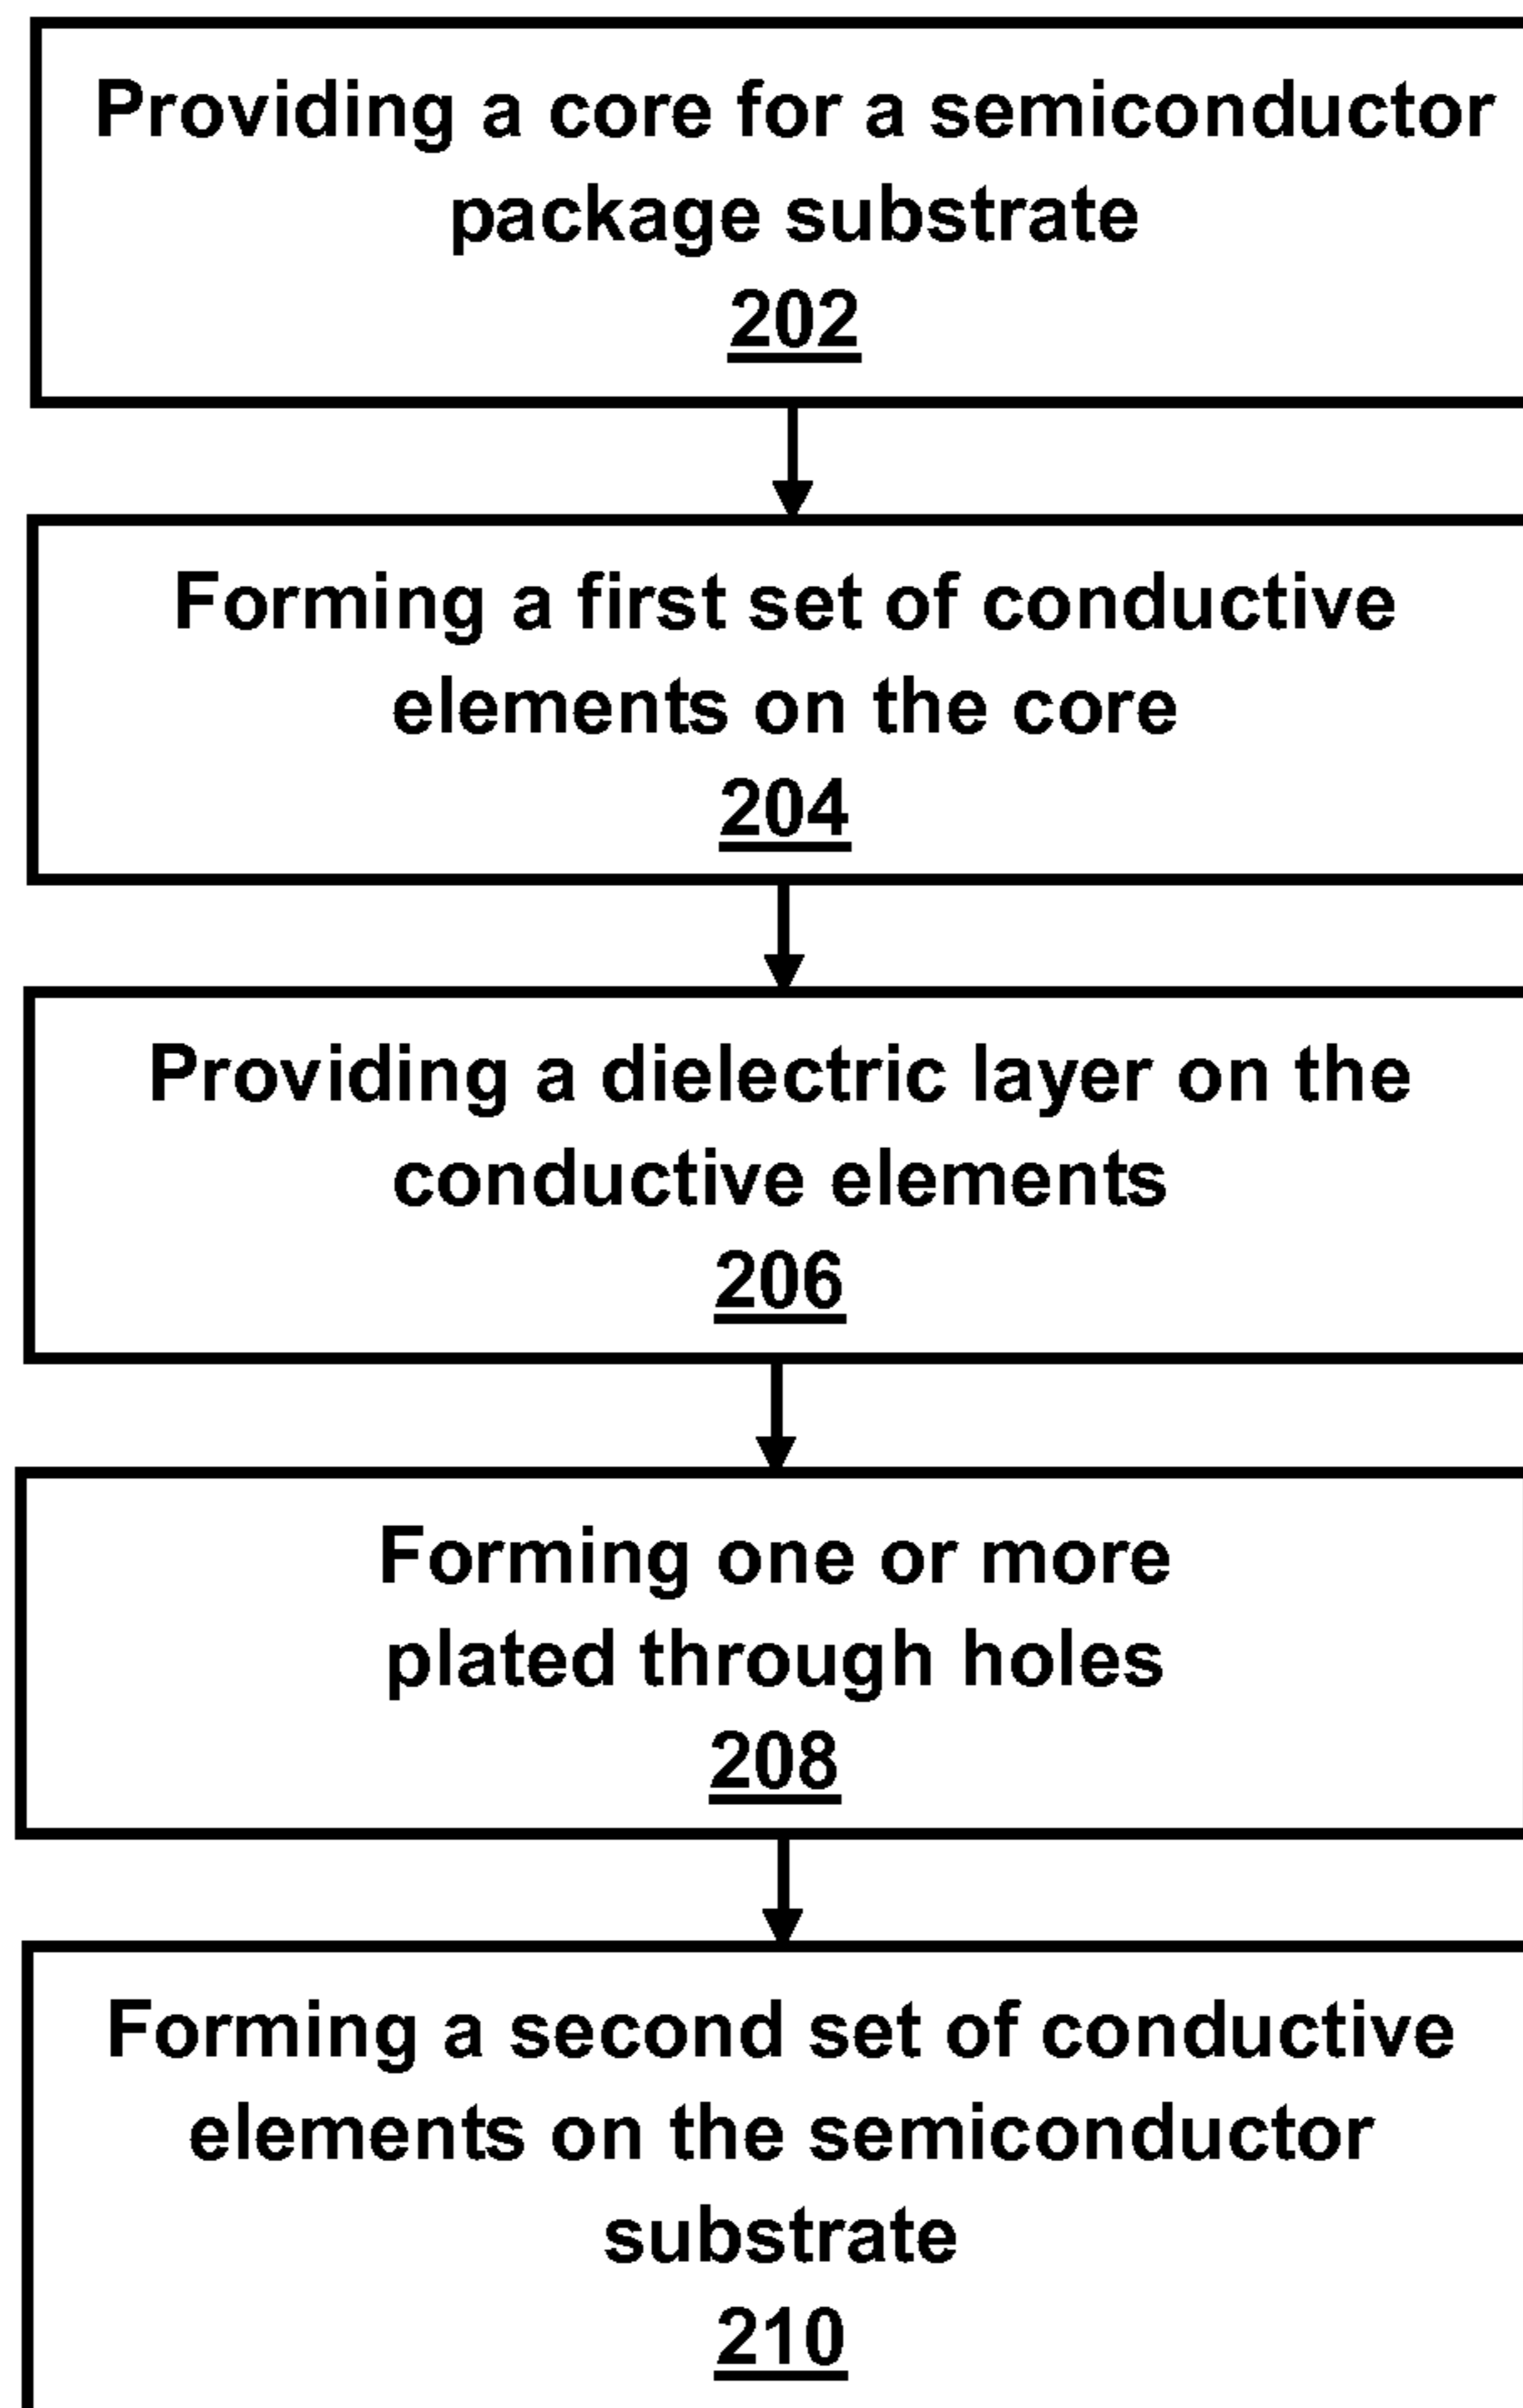 Providing a core for a semiconductor
package substrate
202
Forming a first set of conductive
elements on the core
204
Providing a dielectric layer on the
conductive elements
206
Forming one or more
plated through holes
208
Forming a second set of conductive
elements on the semiconductor
substrate
210